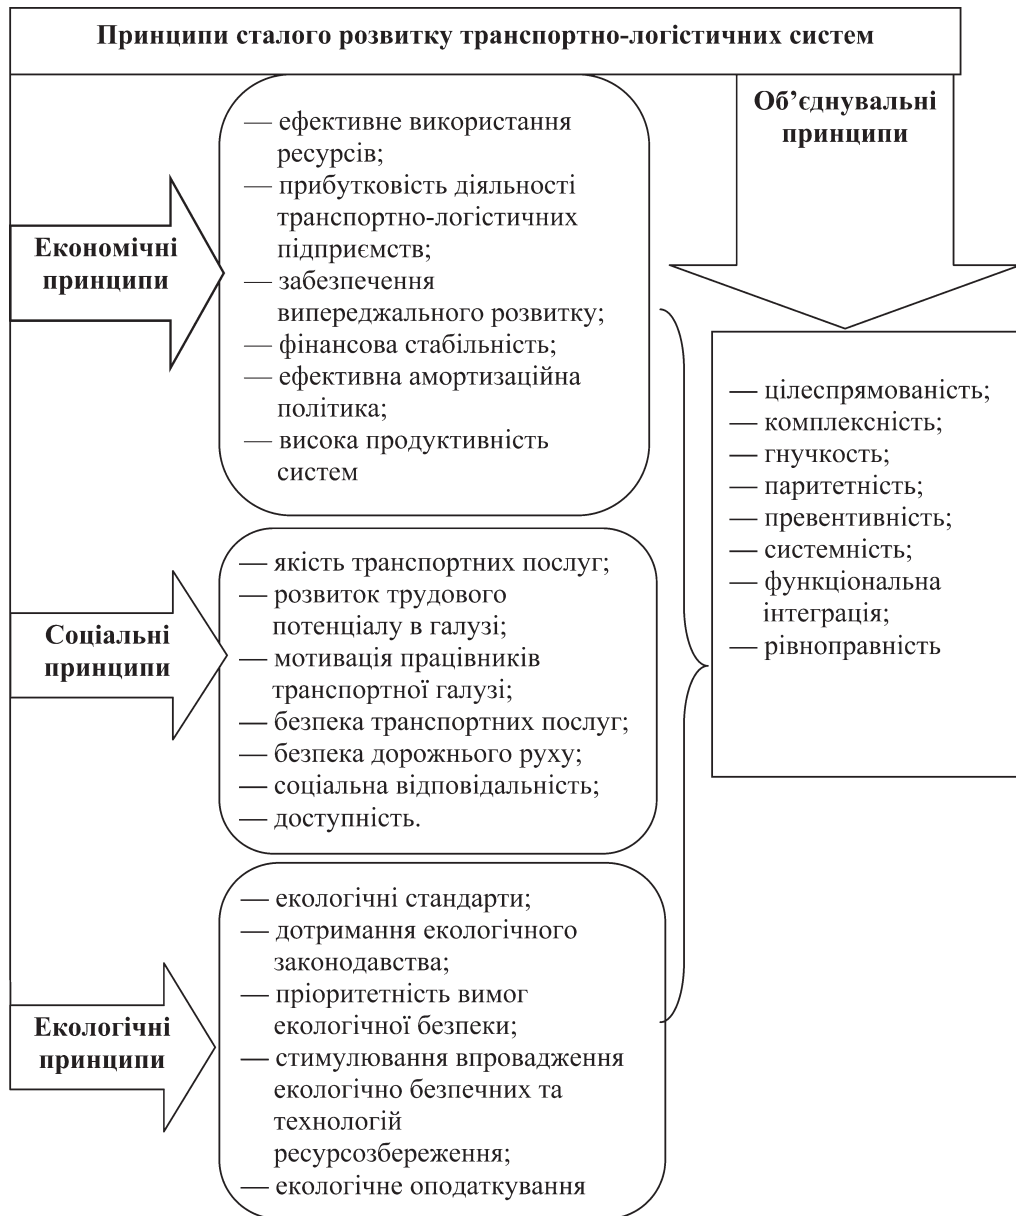 Принципи сталого розвитку транспортно-логістичних систем
Економічні
принципи
— ефективне використання
ресурсів;
— прибутковість діяльності
транспортно-логістичних
підприємств;
— забезпечення
випереджального розвитку;
— фінансова стабільність;
— ефективна амортизаційна
політика;
— висока продуктивність
систем
Соціальні
принципи
— якість транспортних послуг;
— розвиток трудового
потенціалу в галузі;
— мотивація працівників
транспортної галузі;
— безпека транспортних послуг;
— безпека дорожнього руху;
— соціальна відповідальність;
— доступність.
Екологічні
принципи
— екологічні стандарти;
— дотримання екологічного
законодавства;
— пріоритетність вимог
екологічної безпеки;
— стимулювання впровадження
екологічно безпечних та
технологій
ресурсозбереження;
— екологічне оподаткування
Об’єднувальні
принципи
— цілеспрямованість;
— комплексність;
— гнучкость;
— паритетність;
— превентивність;
— системність;
— функціональна
інтеграція;
— рівноправність